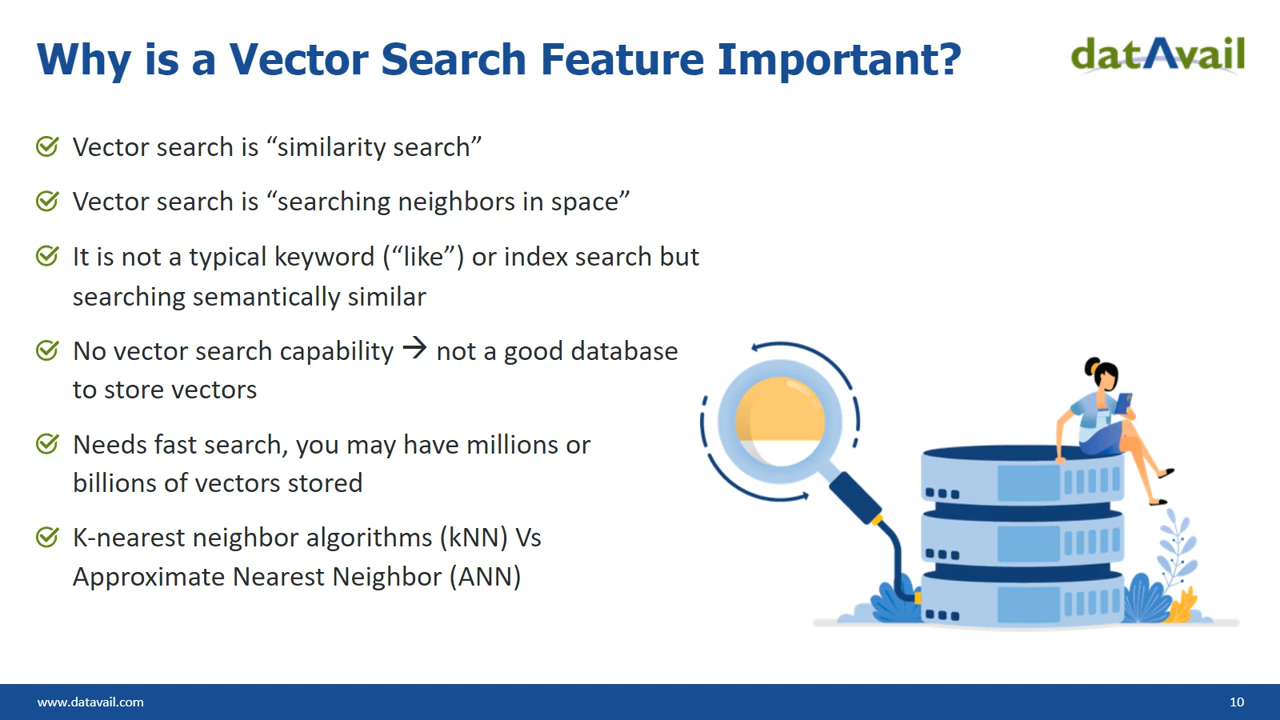 Why is a Vector Search Feature Important?
datAvail
Vector search is “similarity search”
Vector search is “searching neighbors in space”
It is not a typical keyword (“like”) or index search but
searching semantically similar
No vector search capability → not a good database
to store vectors
Needs fast search, you may have millions or
billions of vectors stored
K-nearest neighbor algorithms (kNN) Vs
Approximate Nearest Neighbor (ANN)
www.datavail.com
10